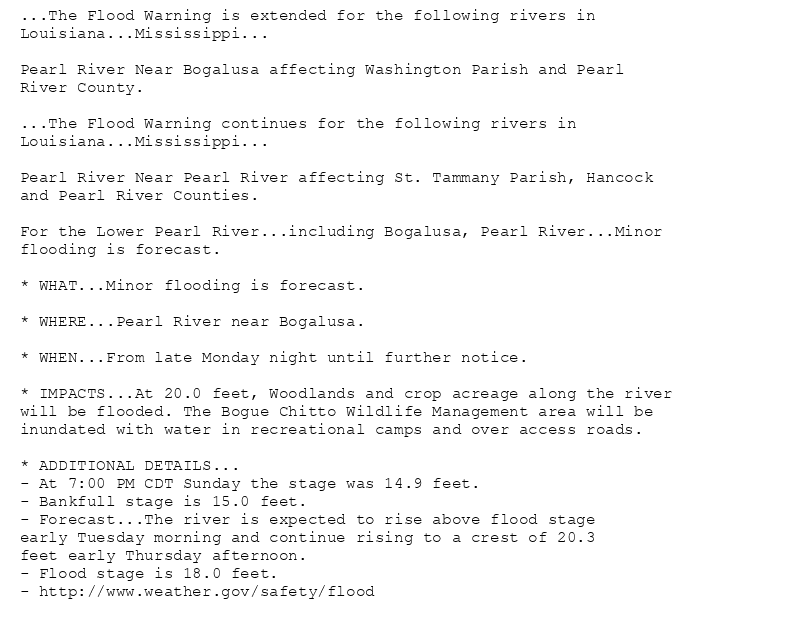 ...The Flood Warning is extended for the following rivers in
Louisiana...Mississippi...
Pearl River Near Bogalusa affecting Washington Parish and Pearl
River County.
...The Flood Warning continues for the following rivers in
Louisiana...Mississippi...
Pearl River Near Pearl River affecting St. Tammany Parish, Hancock
and Pearl River Counties.
For the Lower Pearl River...including Bogalusa, Pearl River...Minor
flooding is forecast.
* WHAT...Minor flooding is forecast.
* WHERE...Pearl River near Bogalusa.
* WHEN...From late Monday night until further notice.
* IMPACTS...At 20.0 feet, Woodlands and crop acreage along the river
will be flooded. The Bogue Chitto Wildlife Management area will be
inundated with water in recreational camps and over access roads.
* ADDITIONAL DETAILS...
- At 7:00 PM CDT Sunday the stage was 14.9 feet.
- Bankfull stage is 15.0 feet.
- Forecast...The river is expected to rise above flood stage
early Tuesday morning and continue rising to a crest of 20.3
feet early Thursday afternoon.
- Flood stage is 18.0 feet.
- http://www.weather.gov/safety/flood